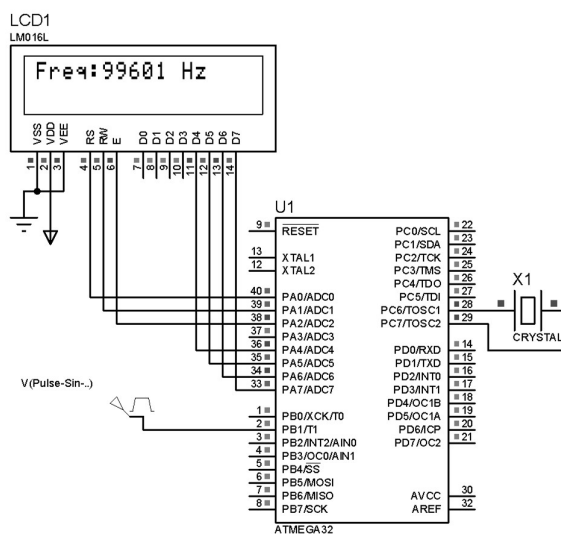 LCD1
LM016L
Freq:99601 Hz
VSS VDD VEE RS RW E D0 D1 D2 D3 D4 D5 D6 D7
1 2 3 4 5 6 7 8 9 10 11 12 13 14
U1
9 RESET PC0/SCL 22
PC1/SDA 23
13 XTAL1 PC2/TCK 24
12 XTAL2 PC3/TMS 25
PC4/TDO 26
40 PA0/ADC0 PC5/TDI 27
39 PA1/ADC1 PC6/TOSC1 28
38 PA2/ADC2 PC7/TOSC2 29
37 PA3/ADC3
36 PA4/ADC4 PD0/RXD 14
35 PA5/ADC5 PD1/TXD 15
34 PA6/ADC6 PD2/INT0 16
33 PA7/ADC7 PD3/INT1 17
PD4/OC1B 18
1 PB0/XCK/T0 PD5/OC1A 19
2 PB1/T1 PD6/ICP 20
3 PB2/INT2/AIN0 PD7/OC2 21
4 PB3/OC0/AIN1
5 PB4/SS
6 PB5/MOSI
7 PB6/MISO AVCC 30
8 PB7/SCK AREF 32
ATMEGA32
X1
CRYSTAL
V(Pulse-Sin-..)